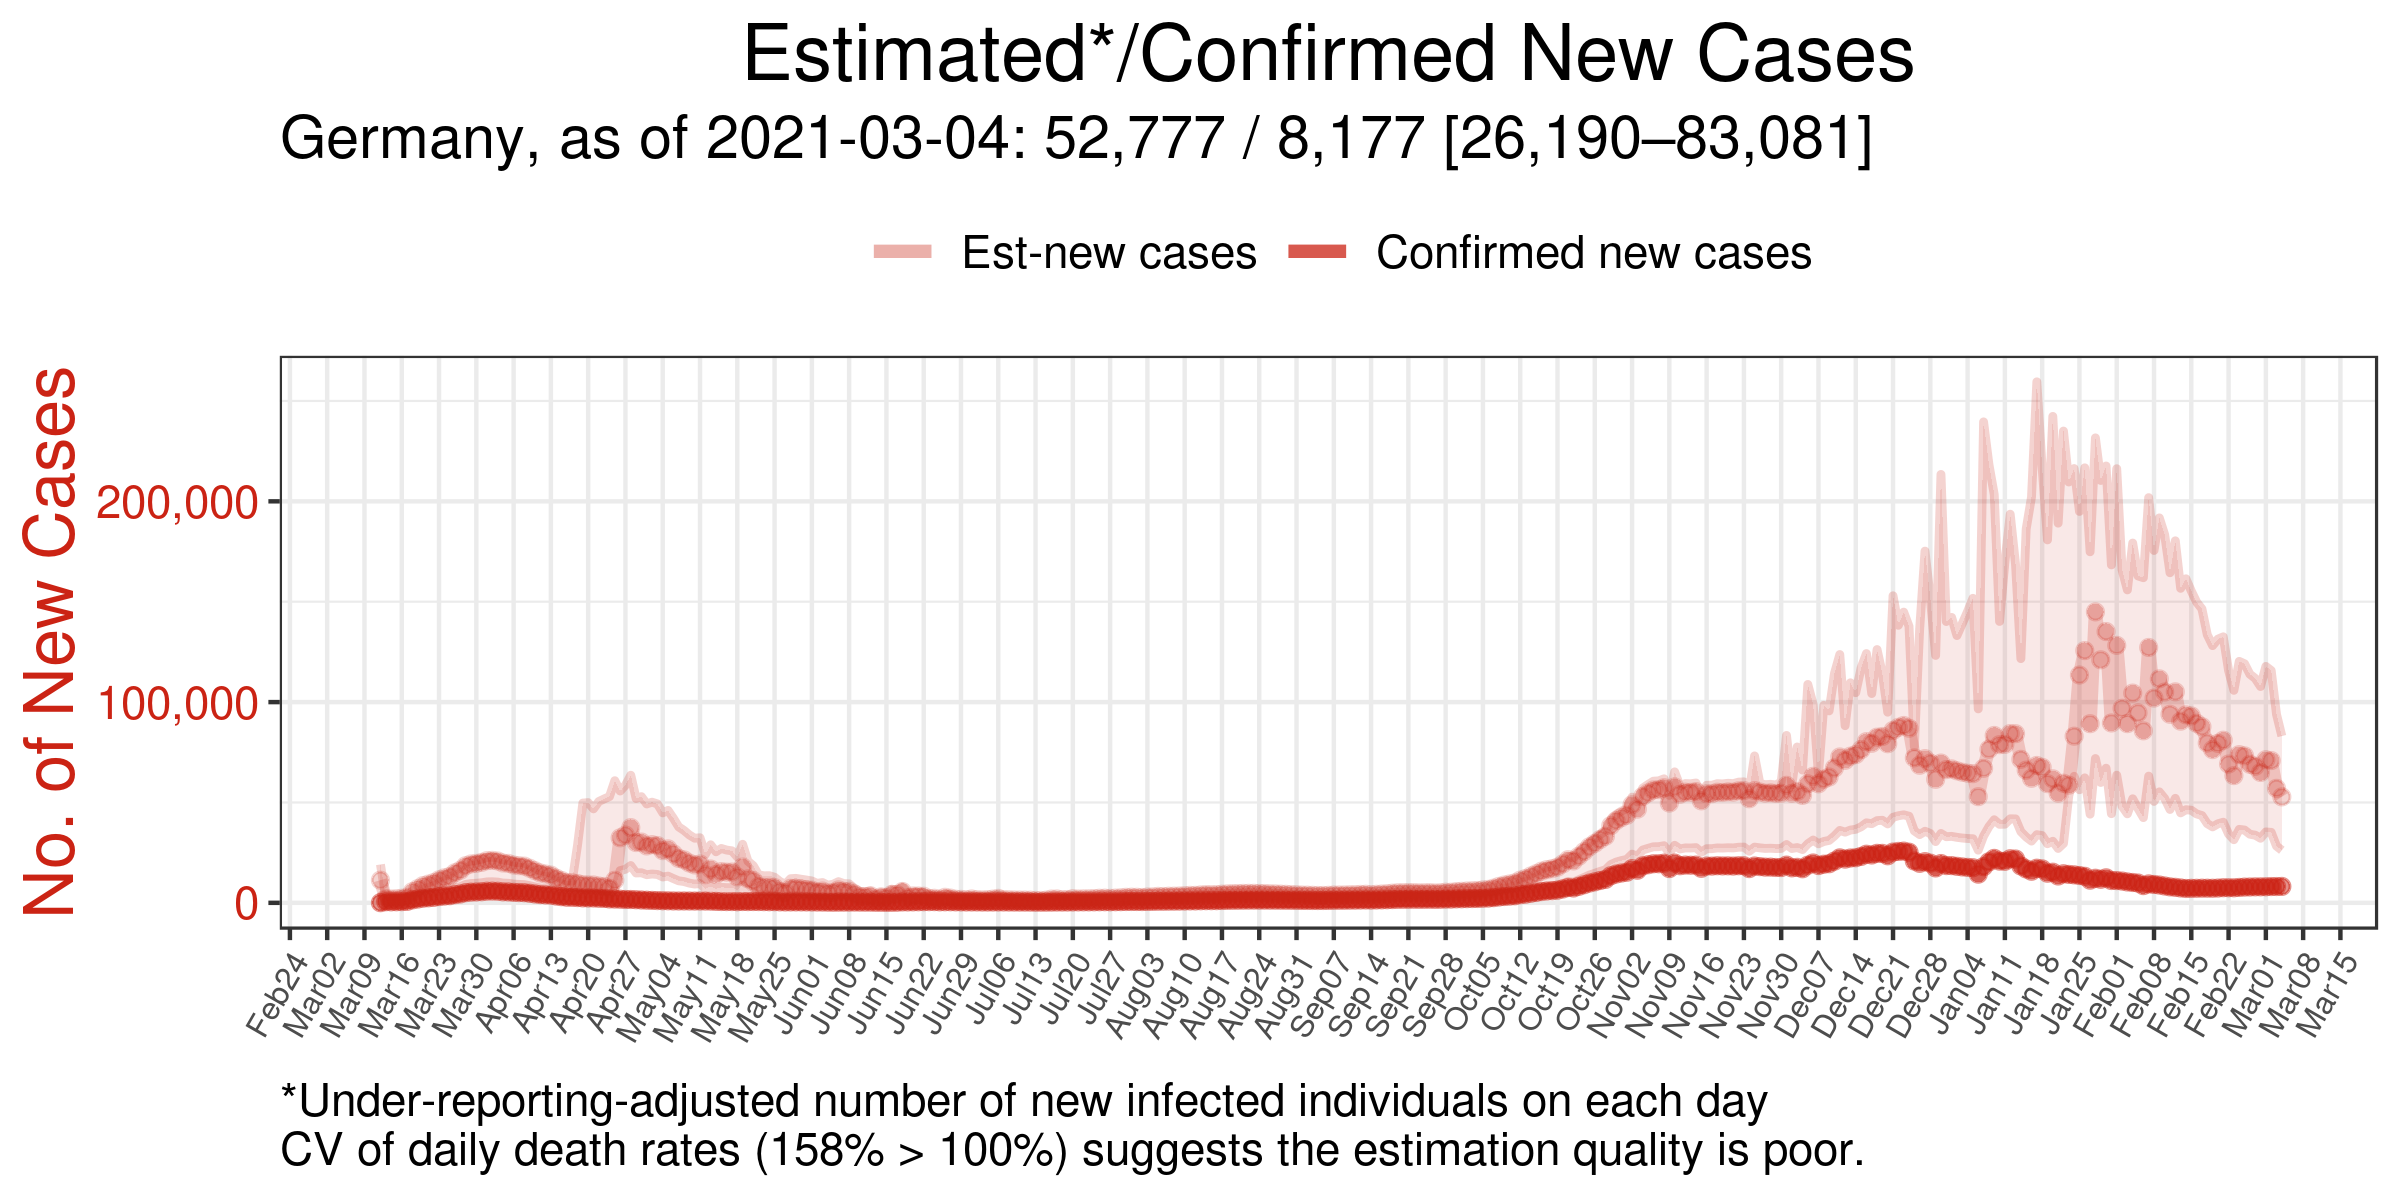 Estimated*/Confirmed New Cases
Germany, as of 2021-03-04: 52,777 / 8,177 [26,190–83,081]
Est-new cases Confirmed new cases
No. of New Cases
200,000
100,000
0
Feb24 Mar02 Mar09 Mar16 Mar23 Mar30 Apr06 Apr13 Apr20 Apr27 May04 May11 May18 May25 Jun01 Jun08 Jun15 Jun22 Jun29 Jul06 Jul13 Jul20 Jul27 Aug03 Aug10 Aug17 Aug24 Aug31 Sep07 Sep14 Sep21 Sep28 Oct05 Oct12 Oct19 Oct26 Nov02 Nov09 Nov16 Nov23 Nov30 Dec07 Dec14 Dec21 Dec28 Jan04 Jan11 Jan18 Jan25 Feb01 Feb08 Feb15 Feb22 Mar01 Mar08 Mar15
*Under-reporting-adjusted number of new infected individuals on each day
CV of daily death rates (158% > 100%) suggests the estimation quality is poor.